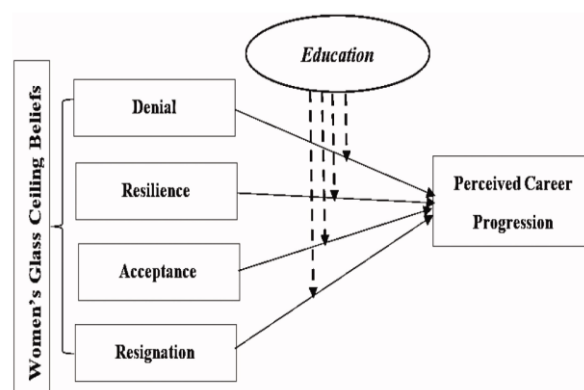 Education
Women's Glass Ceiling Beliefs
Denial
Resilience
Acceptance
Resignation
Perceived Career
Progression